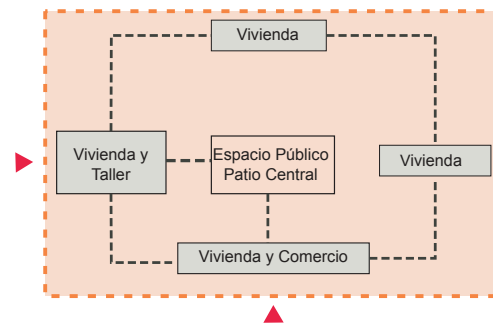 Vivienda
Vivienda y
Taller
Espacio Público
Patio Central
Vivienda
Vivienda y Comercio